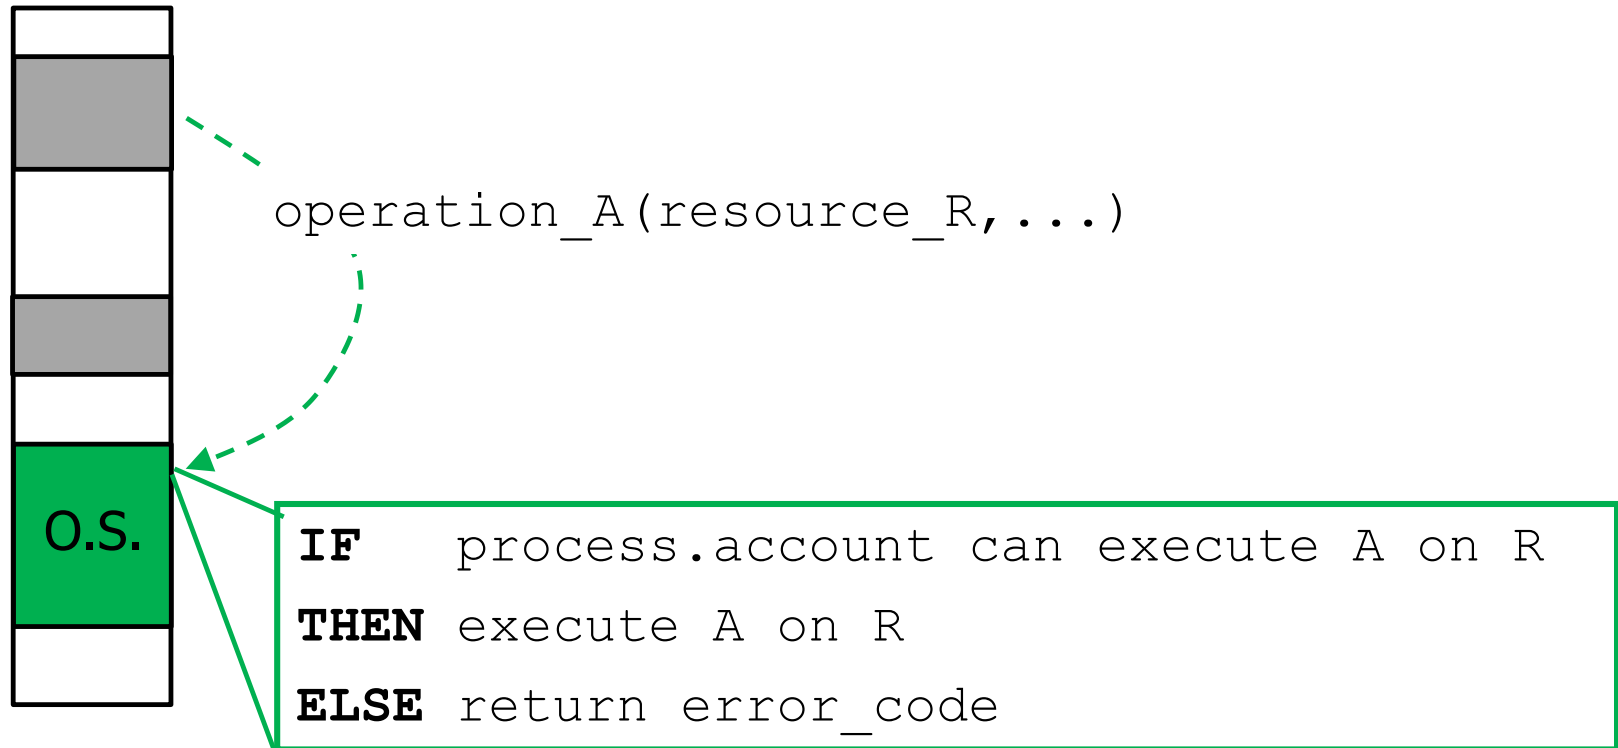 operation_A(resource_R,...)
O.S.
IF process.account can execute A on R
THEN execute A on R
ELSE return error_code